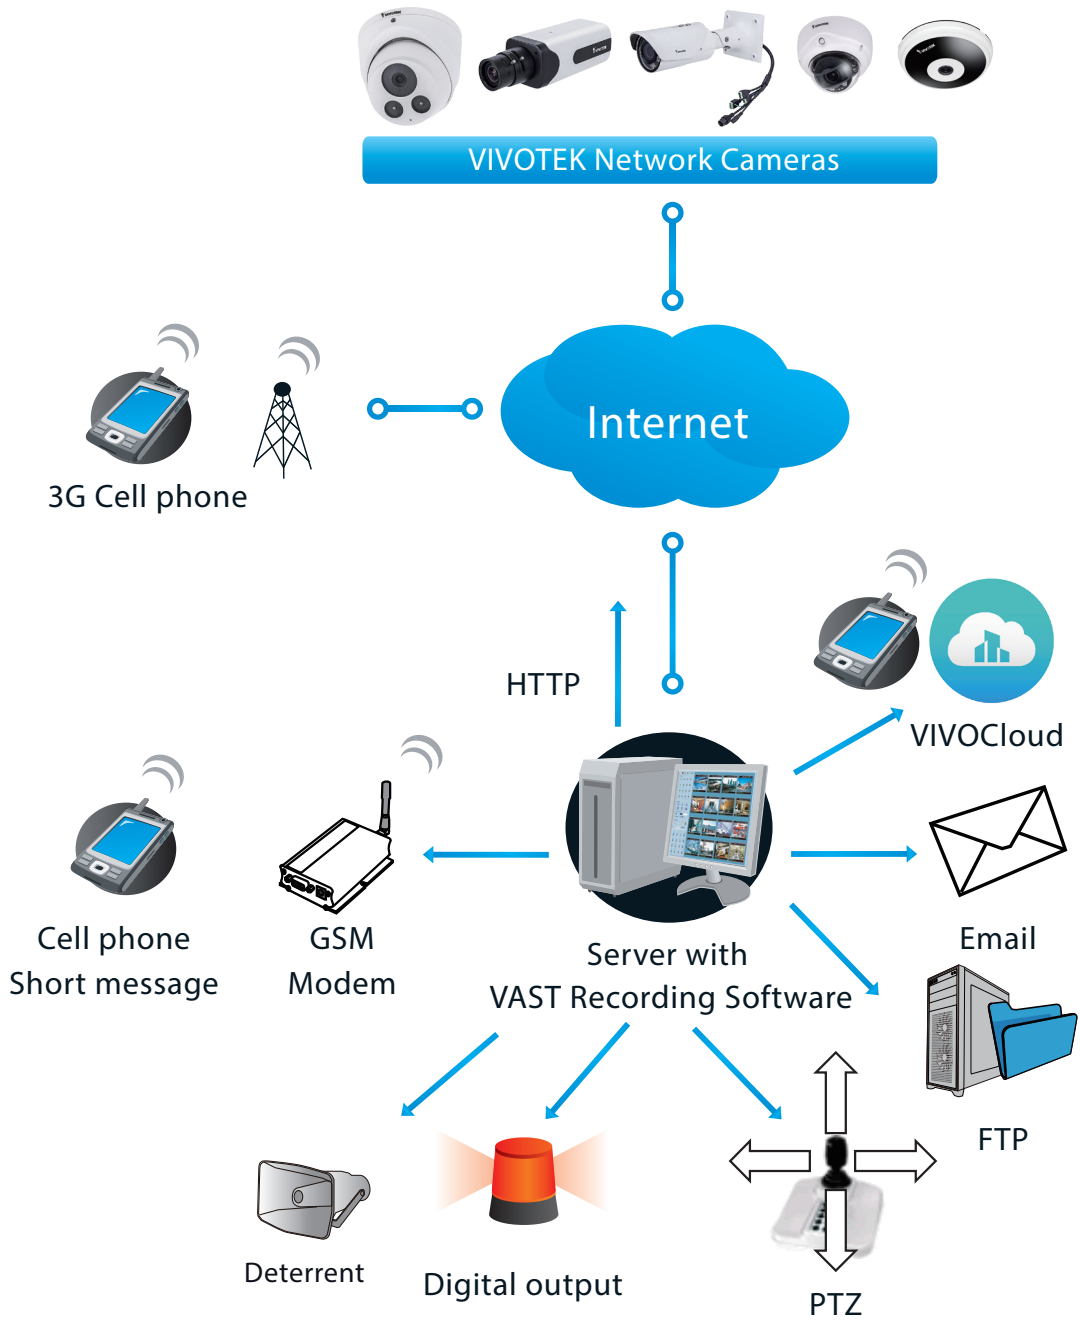 VIVOTEK Network Cameras
Internet
3G Cell phone
HTTP
VIVOCloud
Cell phone
Short message
GSM
Modem
Server with
VAST Recording Software
Email
FTP
Deterrent
Digital output
PTZ